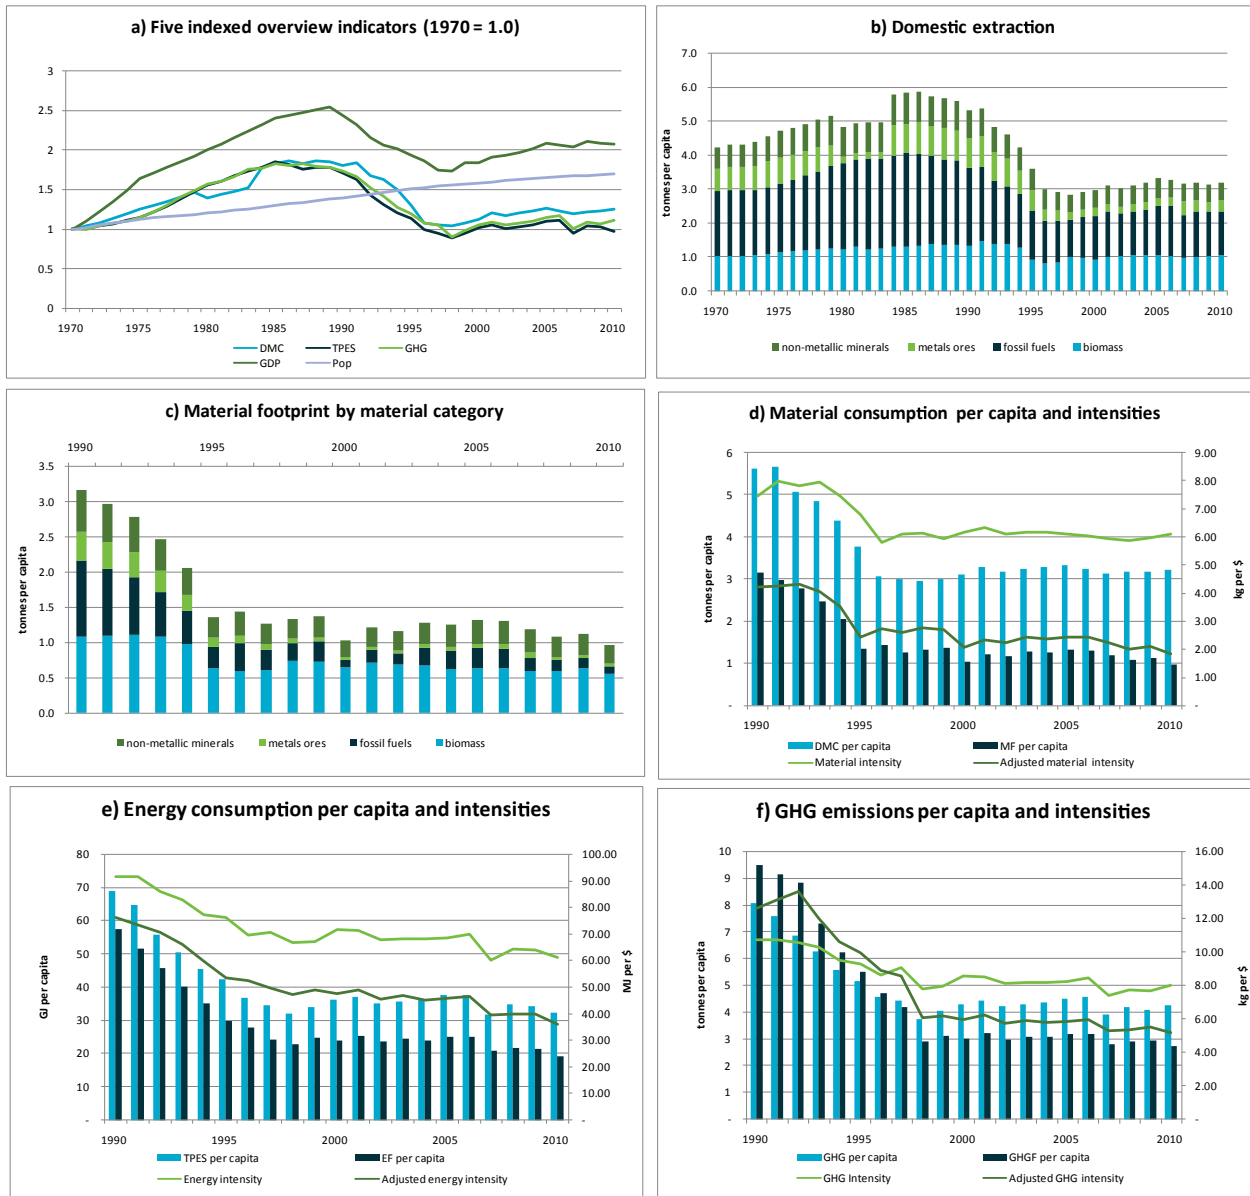 a) Five indexed overview indicators (1970 = 1.0)
3
2.5
2
1.5
1
0.5
0
1970 1975 1980 1985 1990 1995 2000 2005 2010
DMC TPES GHG
GDP Pop
b) Domestic extraction
tonnes per capita
7.0
6.0
5.0
4.0
3.0
2.0
1.0
0.0
1970 1975 1980 1985 1990 1995 2000 2005 2010
non-metallic minerals metals ores fossil fuels biomass
c) Material footprint by material category
1990 1995 2000 2005 2010
tonnes per capita
3.5
3.0
2.5
2.0
1.5
1.0
0.5
0.0
non-metallic minerals metals ores fossil fuels biomass
d) Material consumption per capita and intensities
tonnes per capita
6
5
4
3
2
1
-
9.00
8.00
7.00
6.00
5.00
4.00
3.00
2.00
1.00
-
kg per $
1990 1995 2000 2005 2010
DMC per capita MF per capita
Material intensity Adjusted material intensity
e) Energy consumption per capita and intensities
GJ per capita
80
70
60
50
40
30
20
10
-
100.00
90.00
80.00
70.00
60.00
50.00
40.00
30.00
20.00
10.00
-
MJ per $
1990 1995 2000 2005 2010
TPES per capita EF per capita
Energy intensity Adjusted energy intensity
f) GHG emissions per capita and intensities
tonnes per capita
10
9
8
7
6
5
4
3
2
1
-
16.00
14.00
12.00
10.00
8.00
6.00
4.00
2.00
-
kg per $
1990 1995 2000 2005 2010
GHG per capita GHGF per capita
GHG Intensity Adjusted GHG intensity